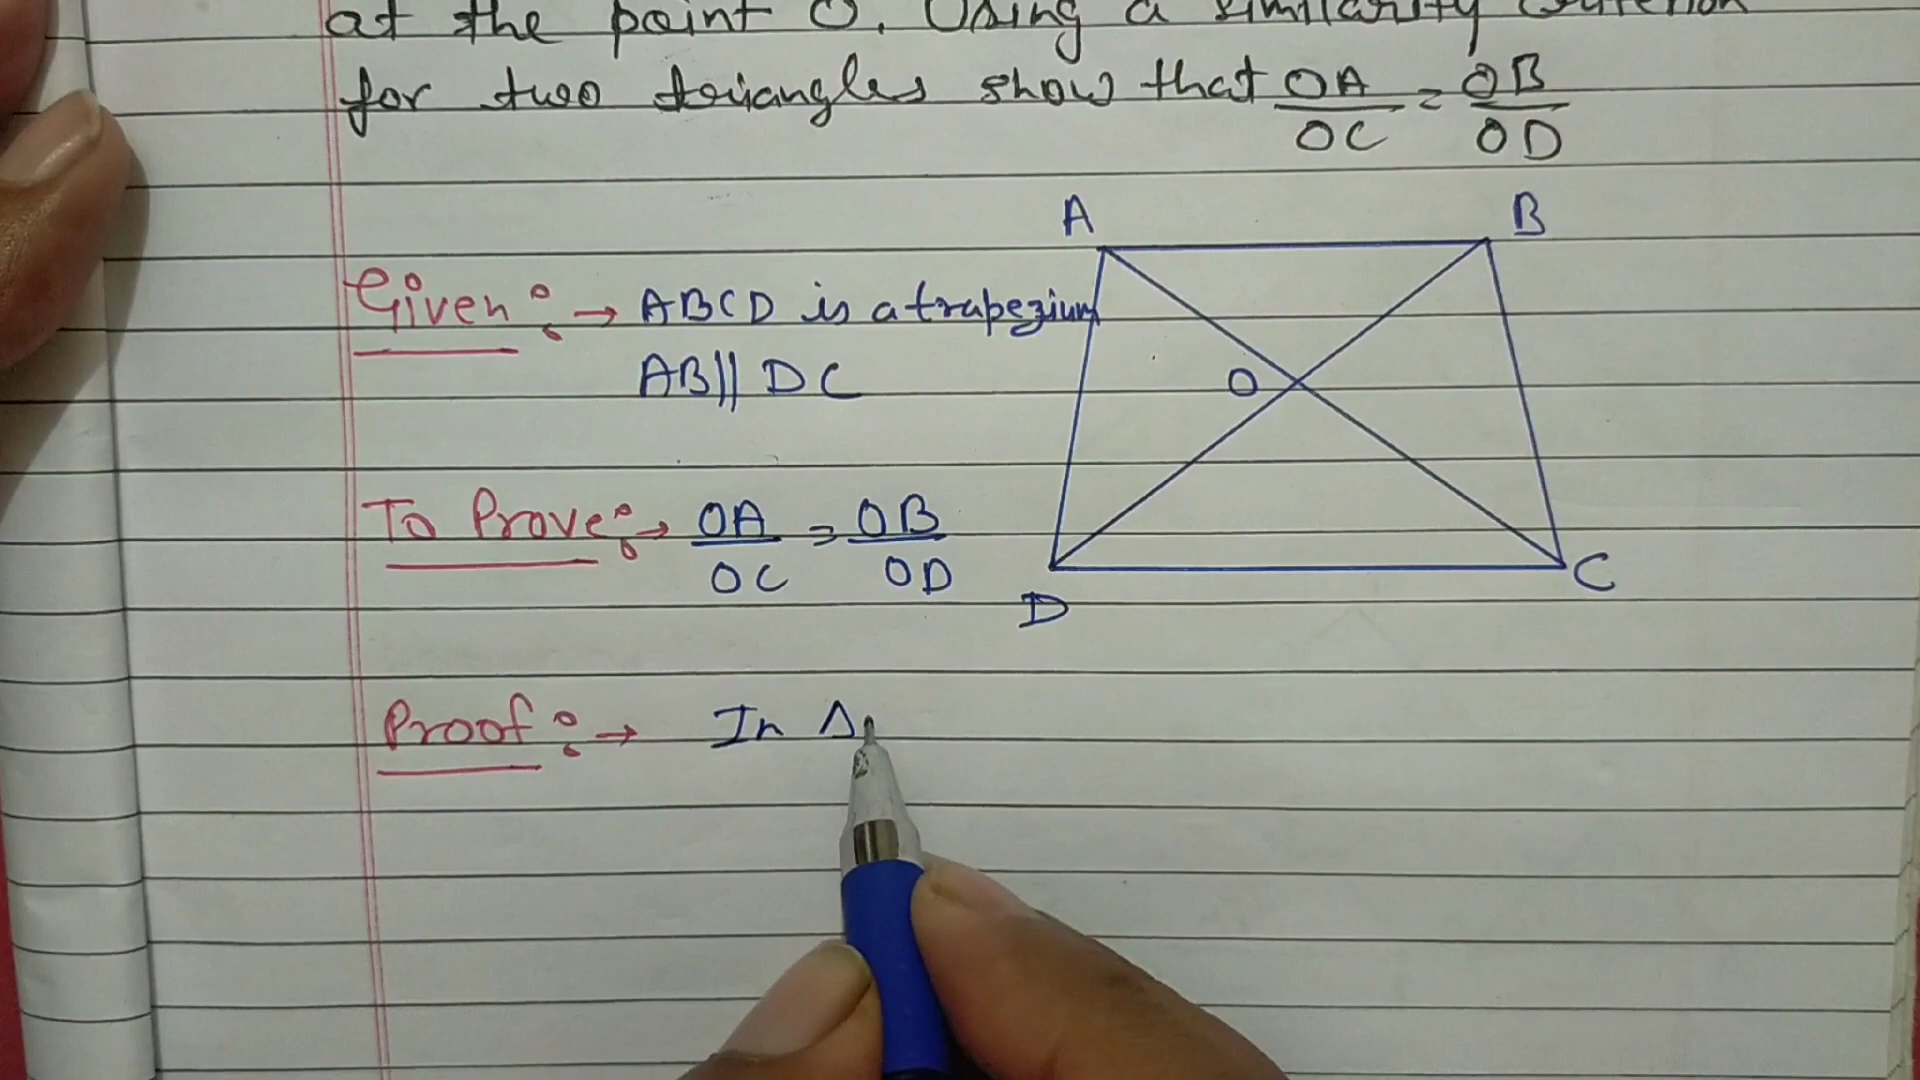 at the point O. Using a similarity criterion
for two triangles show that OA/OC = OB/OD
A B
Given :→ ABCD is a trapezium
AB || DC
O
To Prove :→ OA/OC = OB/OD
D C
Proof :→ In Δ